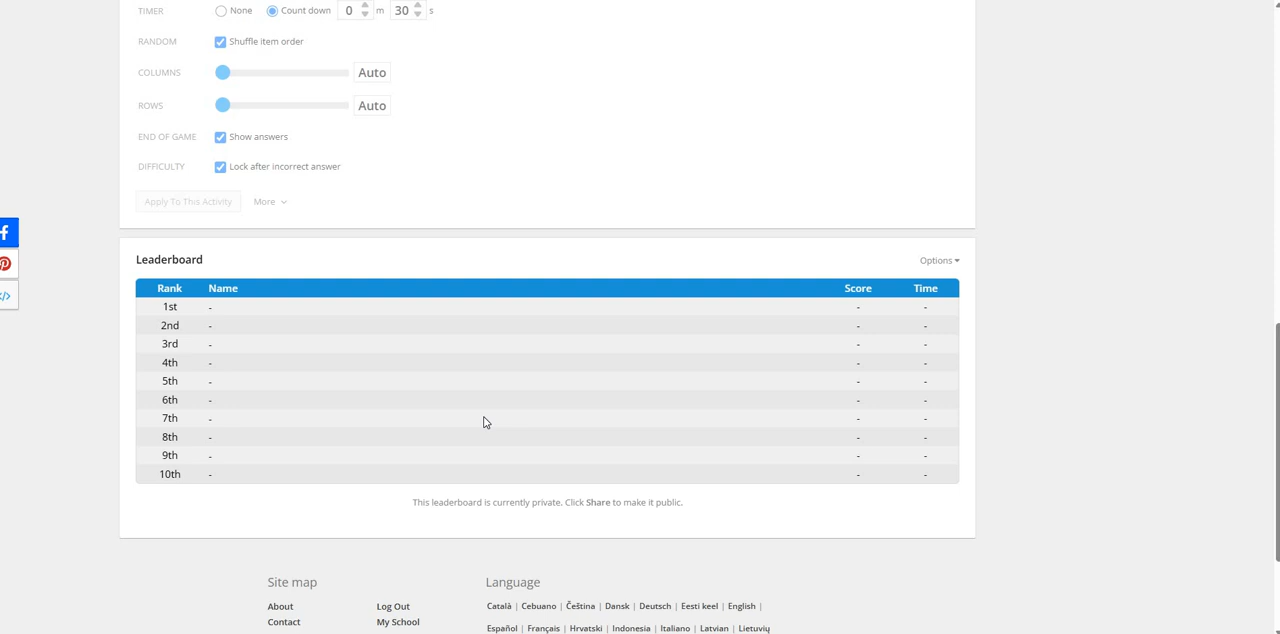 TIMER None Count down 0 m 30 s
RANDOM Shuffle item order
COLUMNS Auto
ROWS Auto
END OF GAME Show answers
DIFFICULTY Lock after incorrect answer
Apply To This Activity More
f
</>
Leaderboard Options
Rank Name Score Time
1st - - -
2nd - - -
3rd - - -
4th - - -
5th - - -
6th - - -
7th - - -
8th - - -
9th - - -
10th - - -
This leaderboard is currently private. Click Share to make it public.
Site map Language
About Log Out Català | Cebuano | Čeština | Dansk | Deutsch | Eesti keel | English |
Contact My School Español | Français | Hrvatski | Indonesia | Italiano | Latvian | Lietuvių